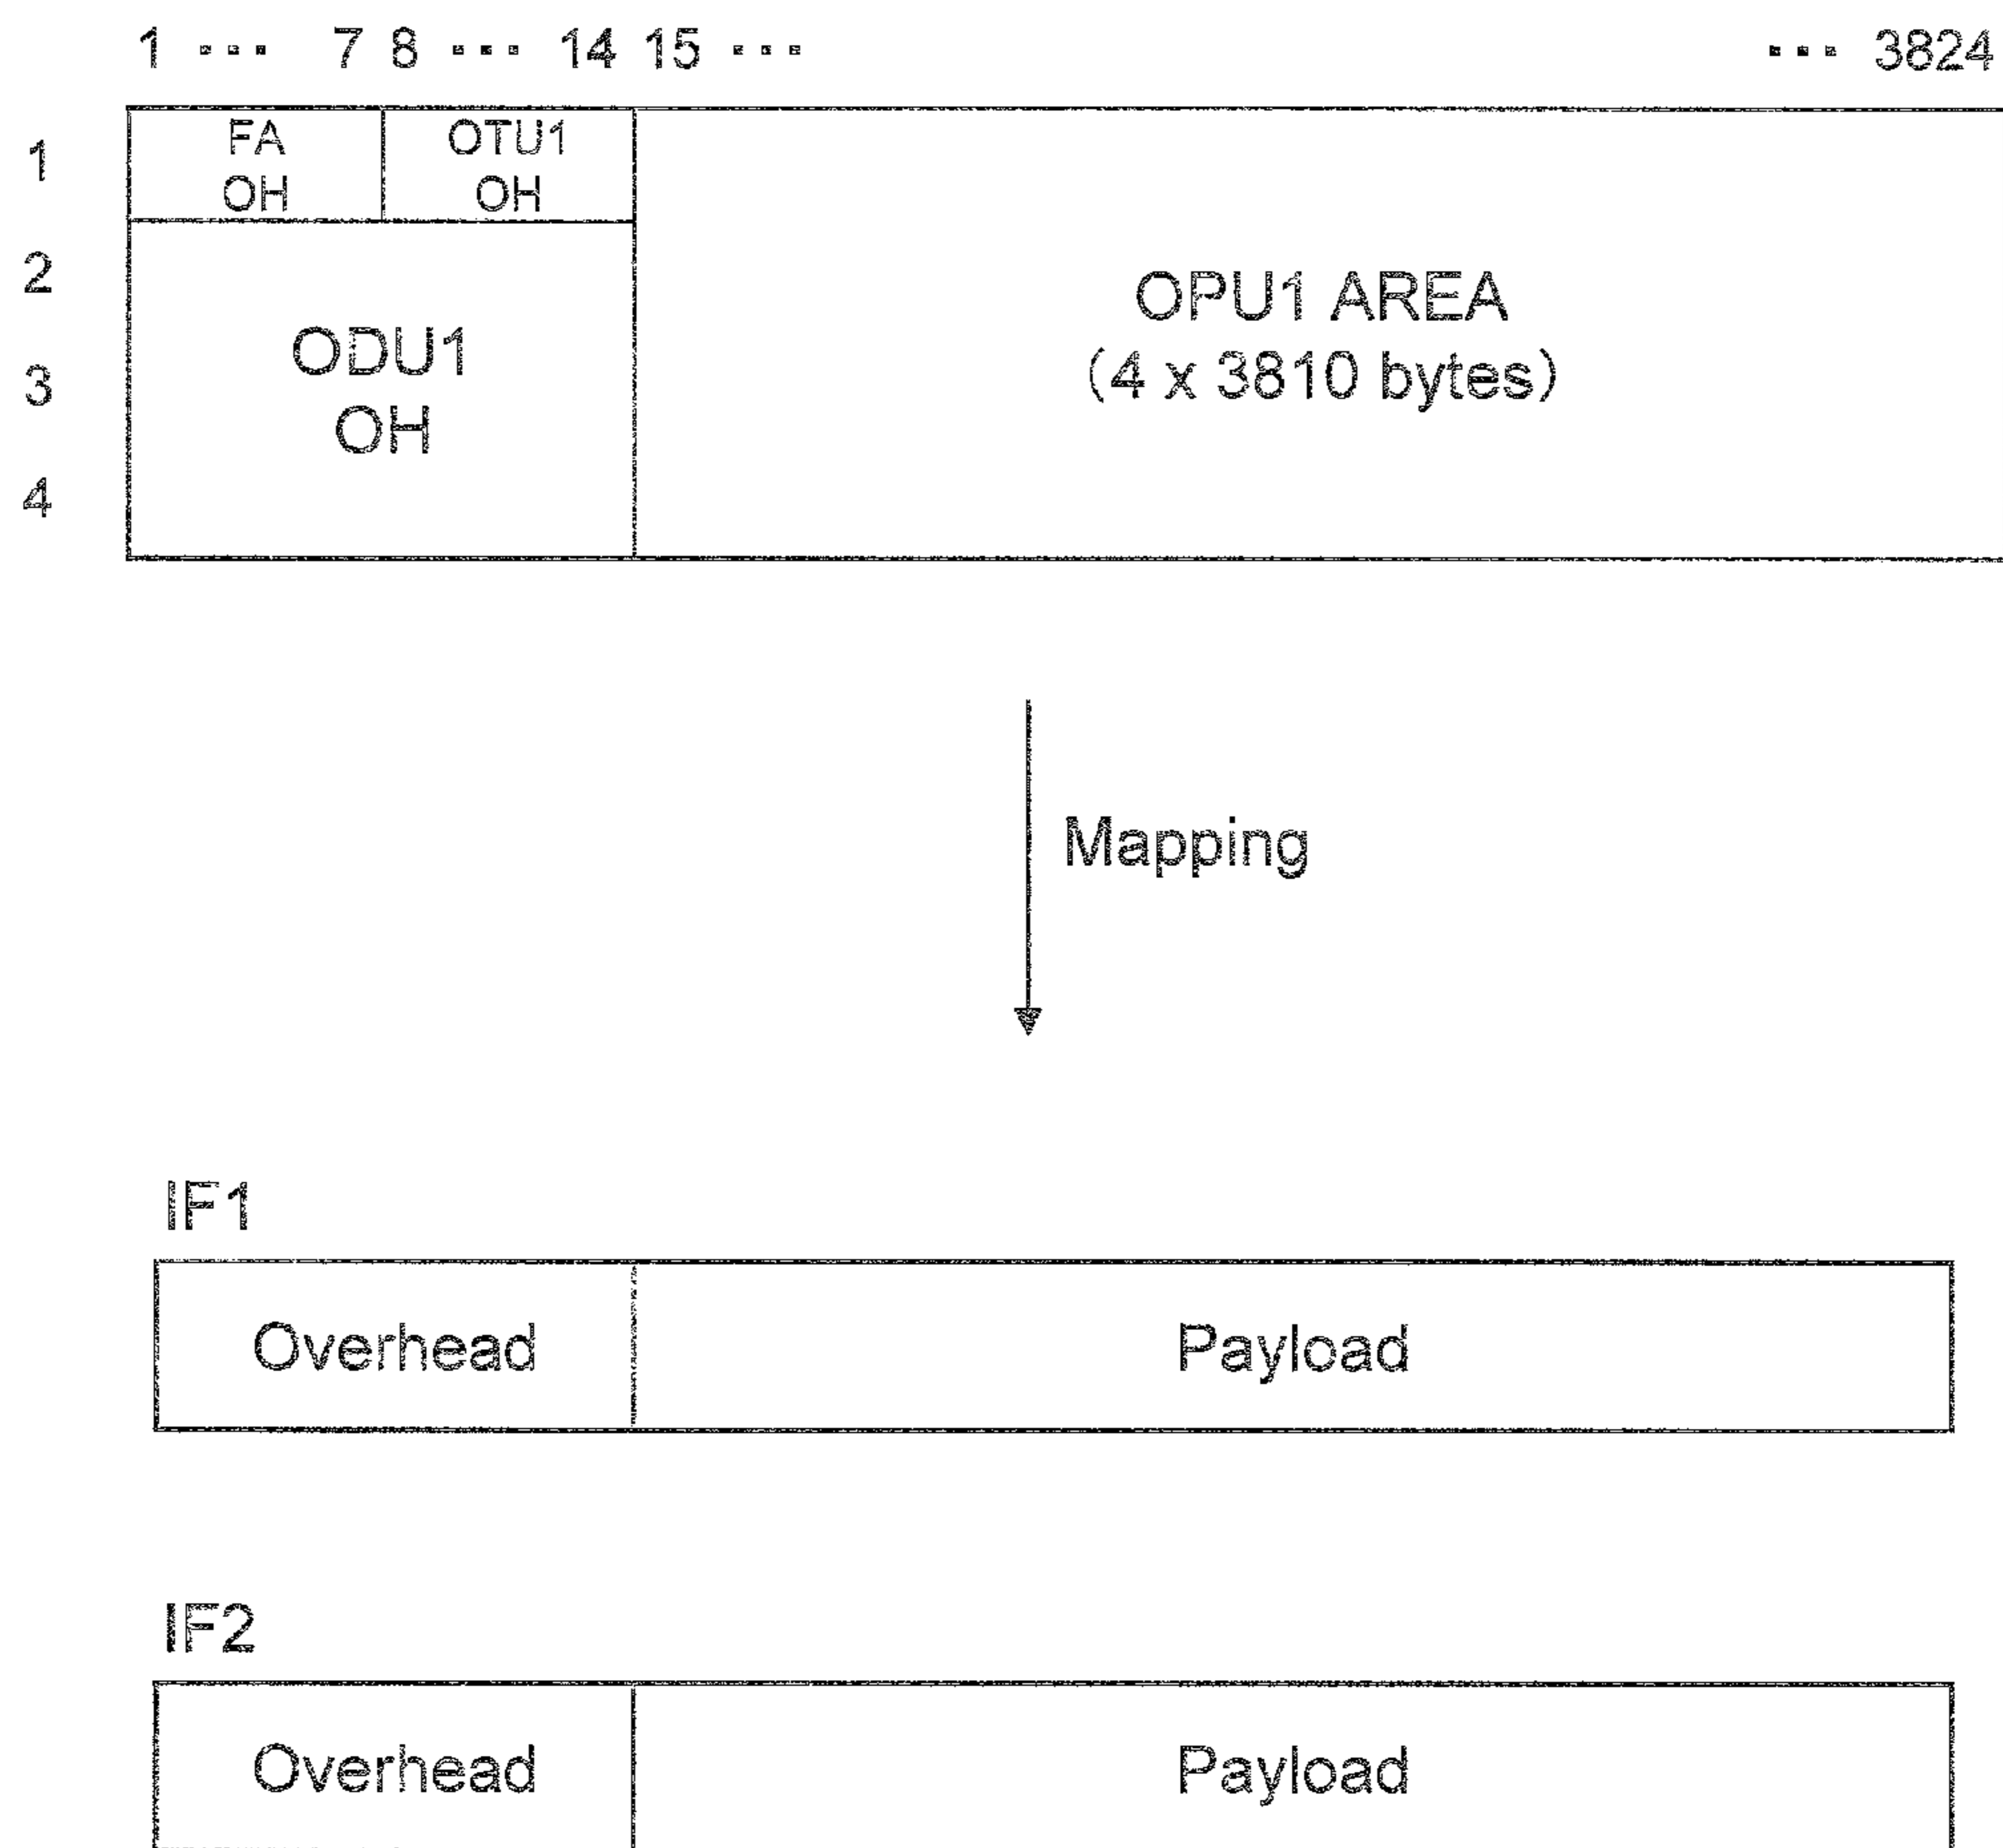 1 ··· 7 8 ··· 14 15 ··· ··· 3824
1
FA
OH
OTU1
OH
2
3
4
ODU1
OH
OPU1 AREA
(4 x 3810 bytes)
Mapping
IF1
Overhead Payload
IF2
Overhead Payload